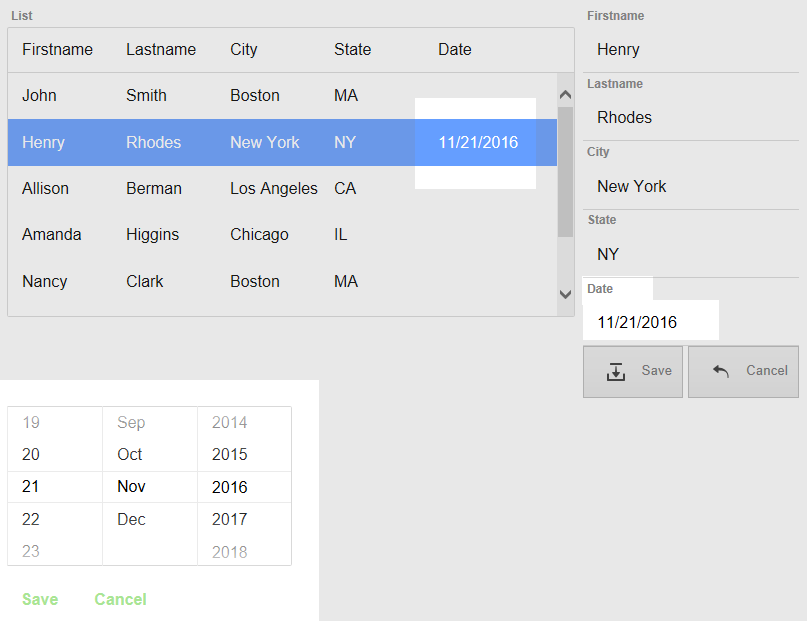 List
Firstname Lastname City State Date
John Smith Boston MA
Henry Rhodes New York NY 11/21/2016
Allison Berman Los Angeles CA
Amanda Higgins Chicago IL
Nancy Clark Boston MA
Firstname
Henry
Lastname
Rhodes
City
New York
State
NY
Date
11/21/2016
Save Cancel
19 Sep 2014
20 Oct 2015
21 Nov 2016
22 Dec 2017
23 2018
Save Cancel